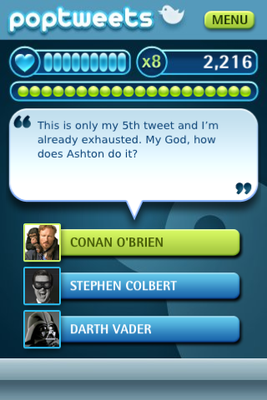 poptweets
MENU
x8
2,216
“ This is only my 5th tweet and I’m
already exhausted. My God, how
does Ashton do it? ”
CONAN O'BRIEN
STEPHEN COLBERT
DARTH VADER